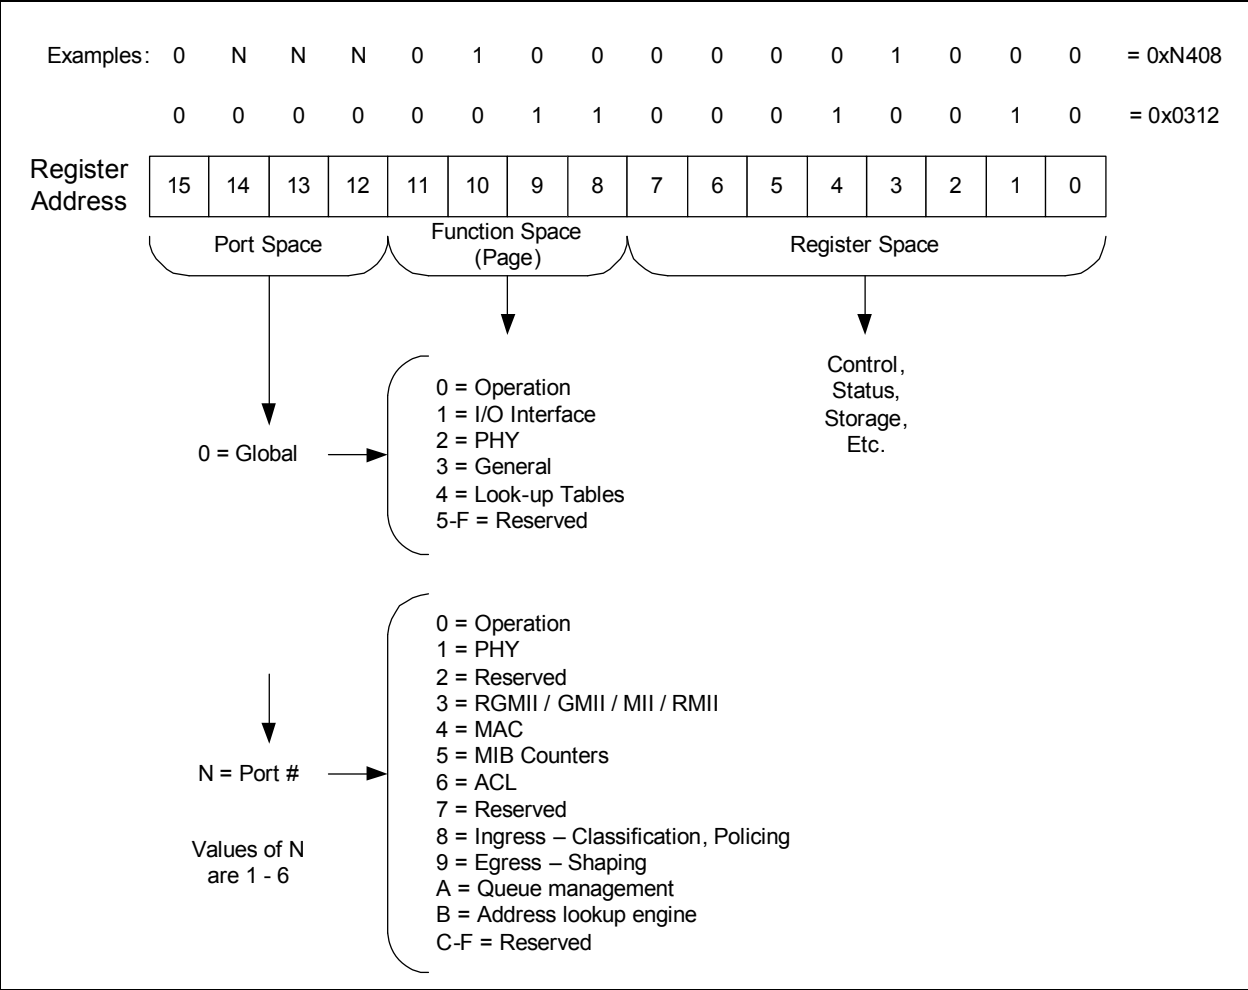 Examples: 0 N N N 0 1 0 0 0 0 0 0 1 0 0 0 = 0xN408
0 0 0 0 0 0 1 1 0 0 0 1 0 0 1 0 = 0x0312
Register
Address
15 14 13 12 11 10 9 8 7 6 5 4 3 2 1 0
Port Space
Function Space
(Page)
Register Space
Control,
Status,
Storage,
Etc.
0 = Global
0 = Operation
1 = I/O Interface
2 = PHY
3 = General
4 = Look-up Tables
5-F = Reserved
N = Port #
Values of N
are 1 - 6
0 = Operation
1 = PHY
2 = Reserved
3 = RGMII / GMII / MII / RMII
4 = MAC
5 = MIB Counters
6 = ACL
7 = Reserved
8 = Ingress – Classification, Policing
9 = Egress – Shaping
A = Queue management
B = Address lookup engine
C-F = Reserved